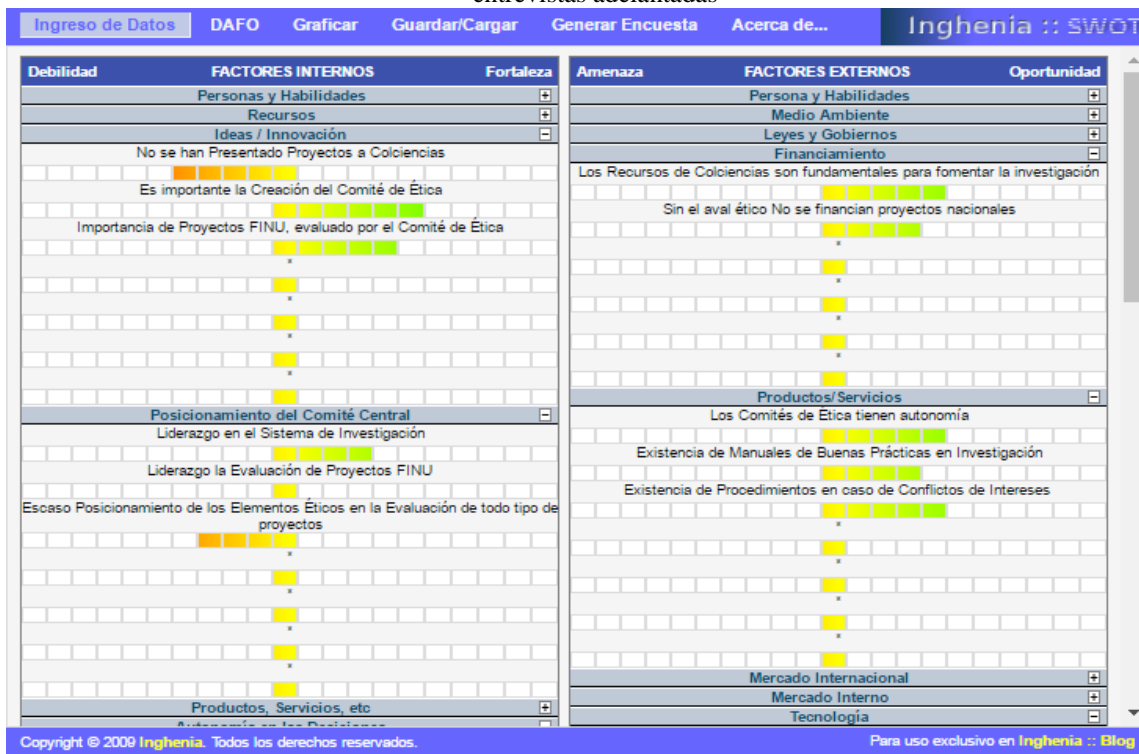 entrevistas adelantadas
Ingreso de Datos DAFO Graficar Guardar/Cargar Generar Encuesta Acerca de... Inghenia :: SWOT
Debilidad FACTORES INTERNOS Fortaleza
Personas y Habilidades
Recursos
Ideas / Innovación
No se han Presentado Proyectos a Colciencias
Es importante la Creación del Comité de Ética
Importancia de Proyectos FINU, evaluado por el Comité de Ética
*
*
*
*
Posicionamiento del Comité Central
Liderazgo en el Sistema de Investigación
Liderazgo la Evaluación de Proyectos FINU
Escaso Posicionamiento de los Elementos Éticos en la Evaluación de todo tipo de
proyectos
*
*
*
*
Productos, Servicios, etc
Autonomía en las Decisiones
Amenaza FACTORES EXTERNOS Oportunidad
Persona y Habilidades
Medio Ambiente
Leyes y Gobiernos
Financiamiento
Los Recursos de Colciencias son fundamentales para fomentar la investigación
Sin el aval ético No se financian proyectos nacionales
*
*
*
*
Productos/Servicios
Los Comités de Ética tienen autonomía
Existencia de Manuales de Buenas Prácticas en Investigación
Existencia de Procedimientos en caso de Conflictos de Intereses
*
*
*
*
Mercado Internacional
Mercado Interno
Tecnología
Copyright © 2009 Inghenia. Todos los derechos reservados. Para uso exclusivo en Inghenia :: Blog